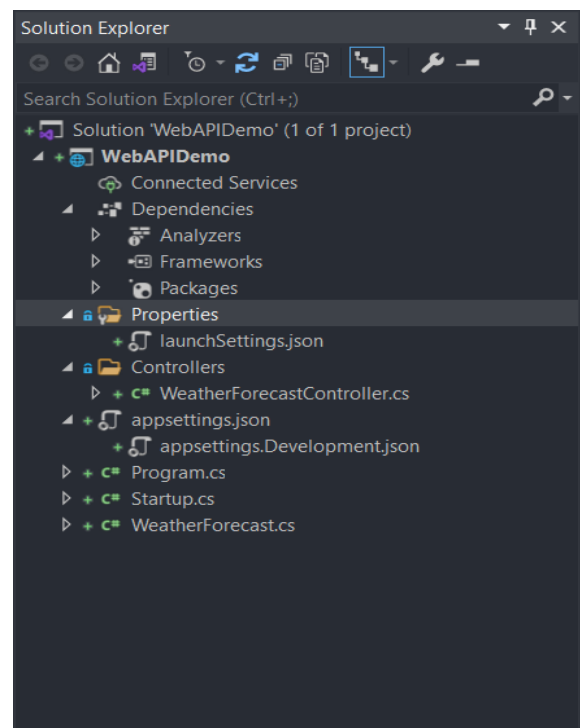 Solution Explorer
Search Solution Explorer (Ctrl+;)
Solution 'WebAPIDemo' (1 of 1 project)
WebAPIDemo
Connected Services
Dependencies
Analyzers
Frameworks
Packages
Properties
launchSettings.json
Controllers
C# WeatherForecastController.cs
appsettings.json
appsettings.Development.json
C# Program.cs
C# Startup.cs
C# WeatherForecast.cs